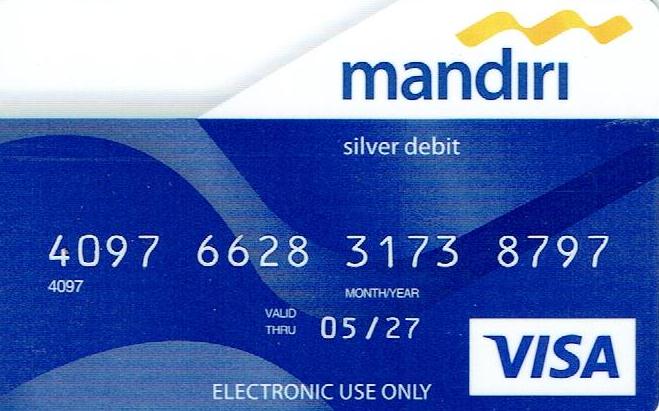 mandiri
silver debit
4097 6628 3173 8797
4097
MONTH/YEAR
VALID THRU 05/27
VISA
ELECTRONIC USE ONLY